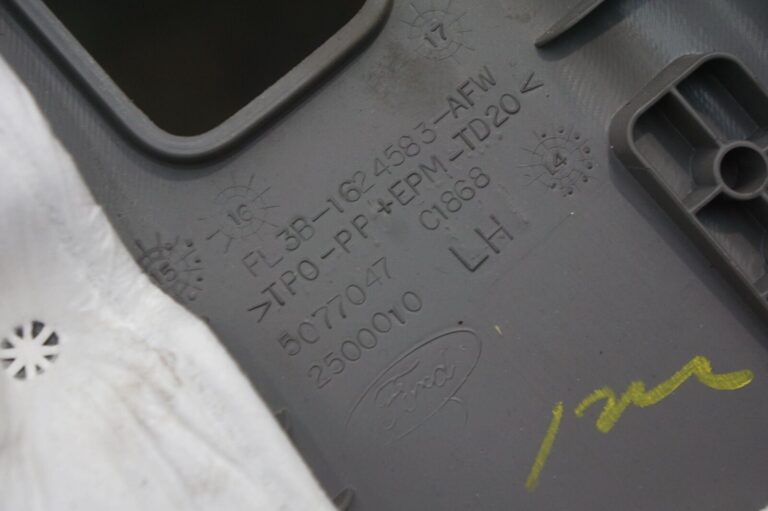 17
14
16
15
FL3B-1624583-AFW
>TPO-PP+EPM-TD20<
C1868
5077047
LH
2500010
Ford